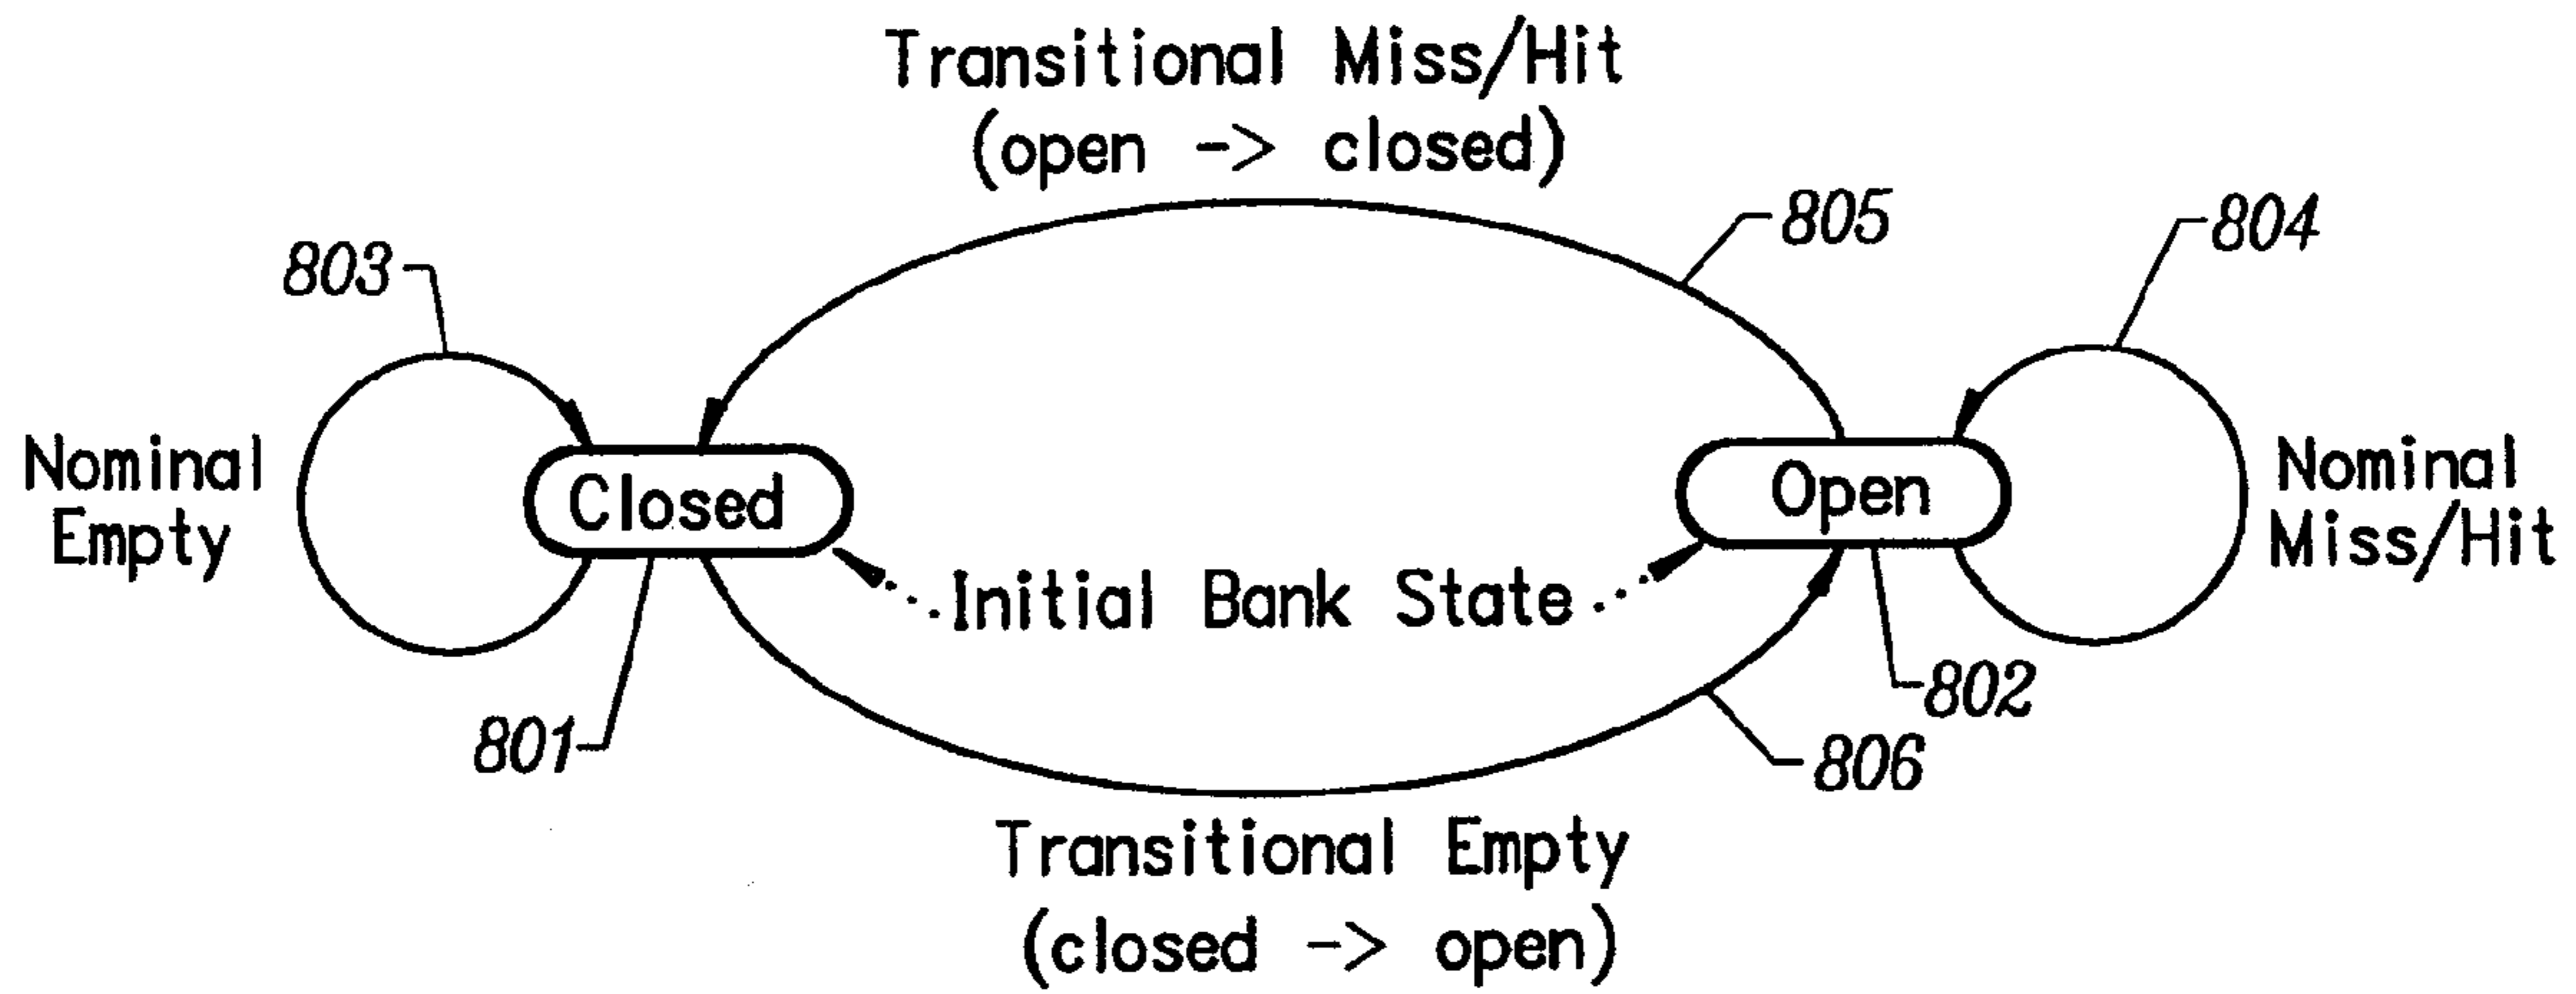 Transitional Miss/Hit
(open -> closed)
805
804
803
Nominal
Empty
Closed
Open
Nominal
Miss/Hit
Initial Bank State
801
802
806
Transitional Empty
(closed -> open)